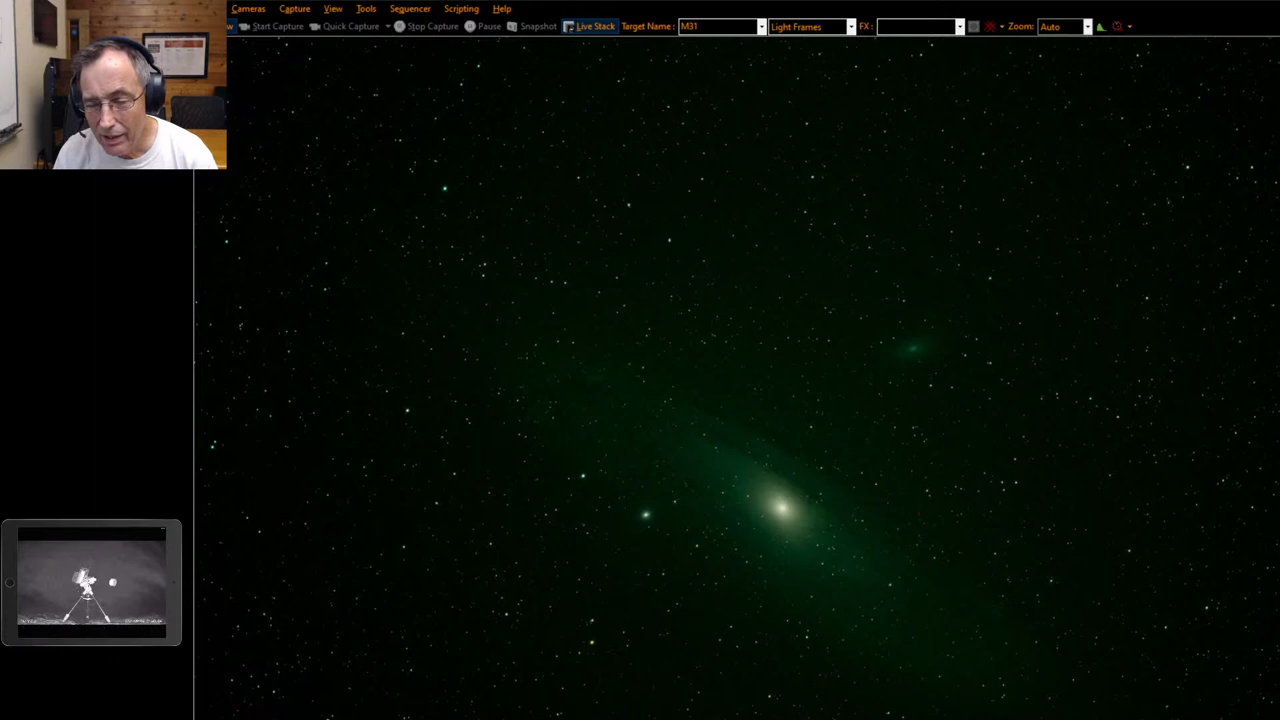 Cameras Capture View Tools Sequencer Scripting Help
Start Capture Quick Capture Stop Capture Pause Snapshot Live Stack Target Name: M31 Light Frames FX: Zoom: Auto